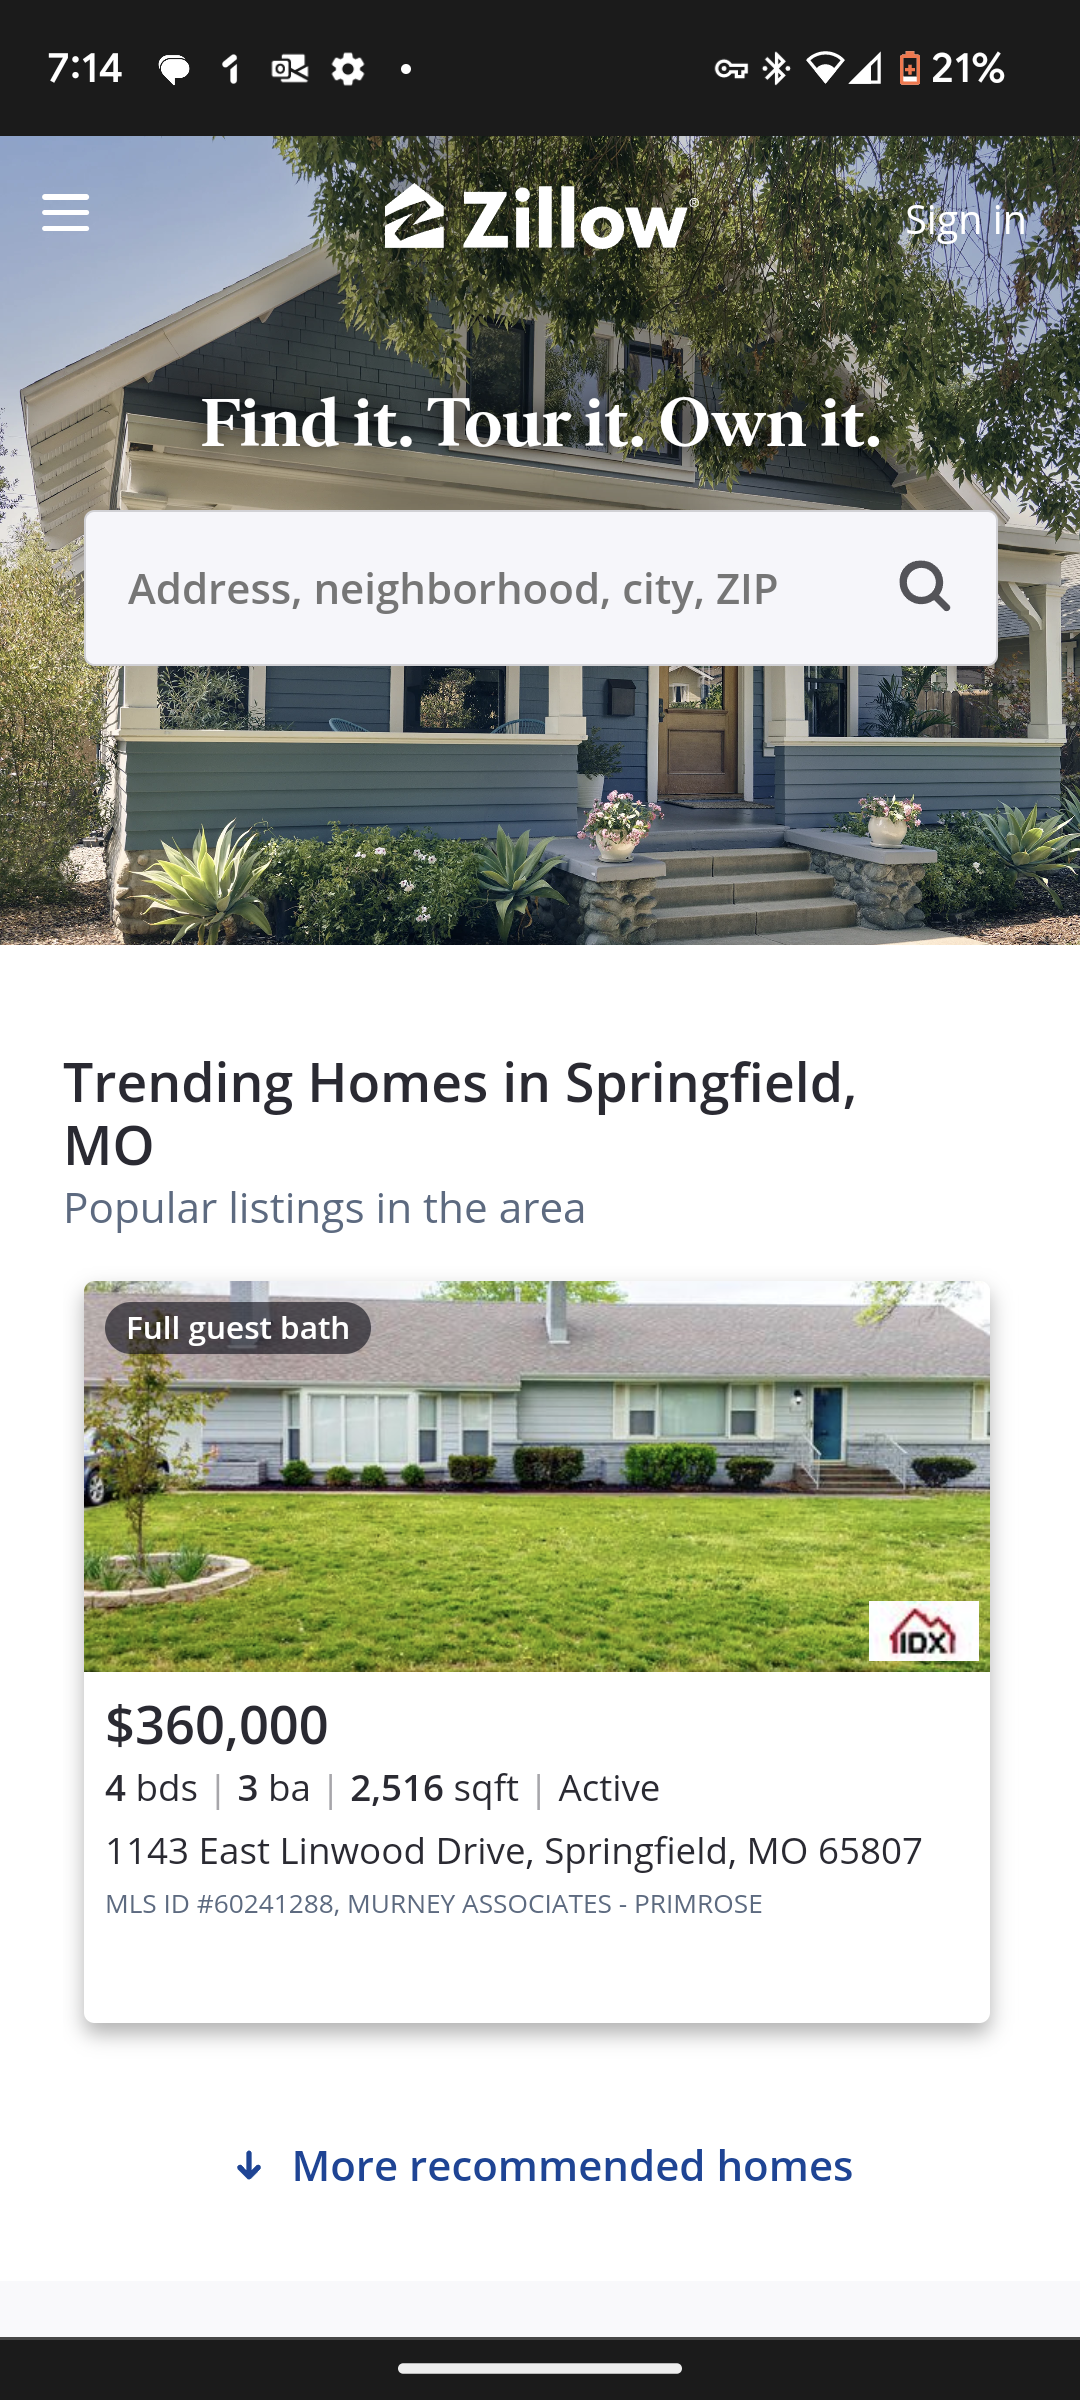 7:14
21%
Zillow®
Sign in
Find it. Tour it. Own it.
Address, neighborhood, city, ZIP
Trending Homes in Springfield,
MO
Popular listings in the area
Full guest bath
IDX
$360,000
4 bds | 3 ba | 2,516 sqft | Active
1143 East Linwood Drive, Springfield, MO 65807
MLS ID #60241288, MURNEY ASSOCIATES - PRIMROSE
More recommended homes